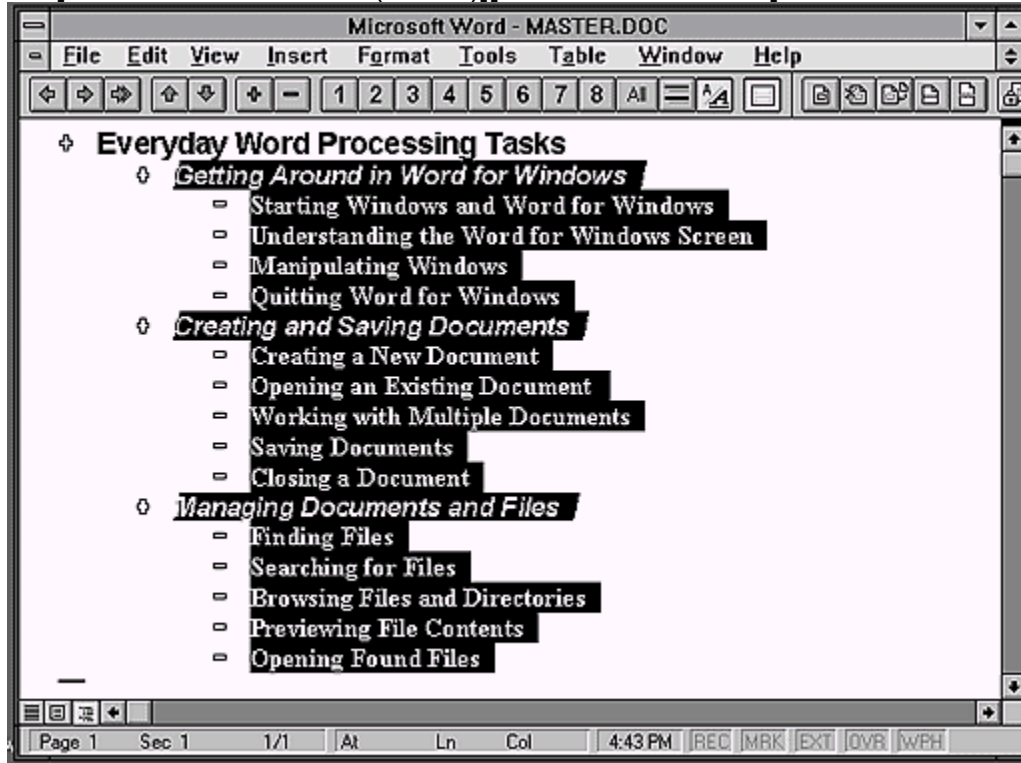 Microsoft Word - MASTER.DOC
File Edit View Insert Format Tools Table Window Help
1 2 3 4 5 6 7 8 All A A
Everyday Word Processing Tasks
Getting Around in Word for Windows
Starting Windows and Word for Windows
Understanding the Word for Windows Screen
Manipulating Windows
Quitting Word for Windows
Creating and Saving Documents
Creating a New Document
Opening an Existing Document
Working with Multiple Documents
Saving Documents
Closing a Document
Managing Documents and Files
Finding Files
Searching for Files
Browsing Files and Directories
Previewing File Contents
Opening Found Files
Page 1 Sec 1 1/1 At Ln Col 4:43 PM REC MRK EXT OVR WPH